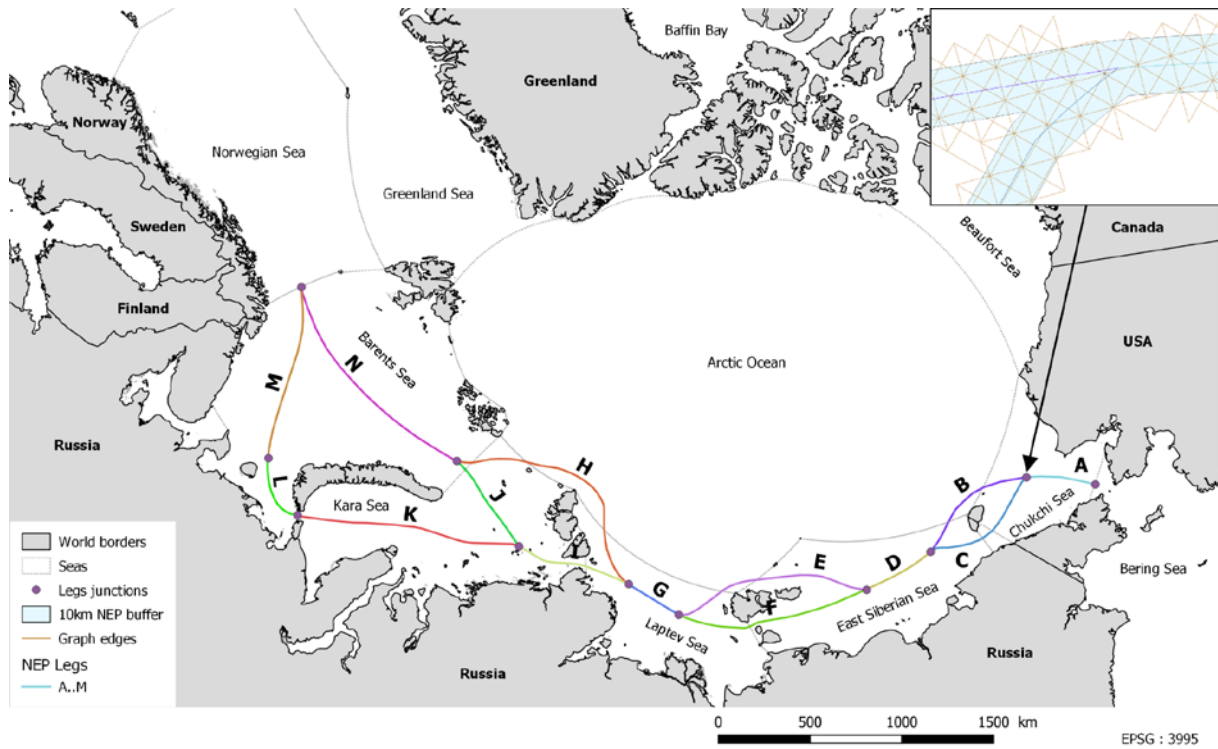 Baffin Bay
Greenland
Norway
Norwegian Sea
Greenland Sea
Sweden
Finland
Beaufort Sea
Canada
USA
Arctic Ocean
Barents Sea
N
M
Russia
L
Kara Sea
K
J
H
I
G
Laptev Sea
E
F
D
East Siberian Sea
B
C
A
Chukchi Sea
Bering Sea
Russia
Russia
World borders
Seas
Legs junctions
10km NEP buffer
Graph edges
NEP Legs
A..M
0 500 1000 1500 km
EPSG : 3995